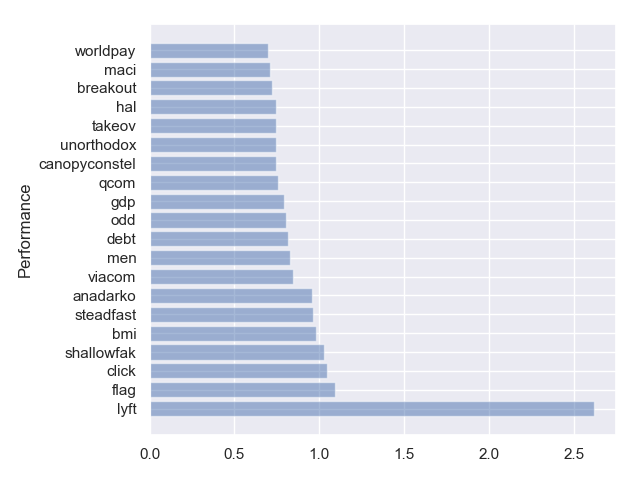 worldpay
maci
breakout
hal
takeov
unorthodox
canopyconstel
qcom
gdp
odd
debt
men
viacom
anadarko
steadfast
bmi
shallowfak
click
flag
lyft
Performance
0.0 0.5 1.0 1.5 2.0 2.5